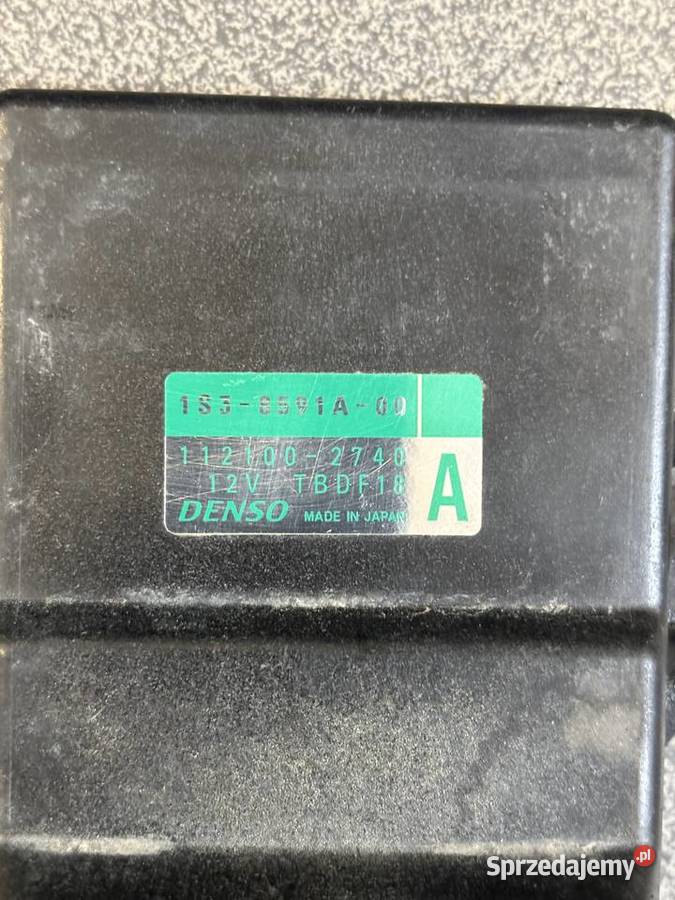 1S3-8591A-00
112100-2740
12V TBDF18
DENSO MADE IN JAPAN
A
Sprzedajemy.pl